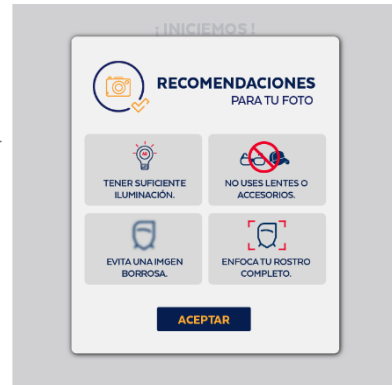 ¡INICIEMOS!
RECOMENDACIONES
PARA TU FOTO
TENER SUFICIENTE
ILUMINACIÓN.
NO USES LENTES O
ACCESORIOS.
EVITA UNA IMGEN
BORROSA.
ENFOCA TU ROSTRO
COMPLETO.
ACEPTAR